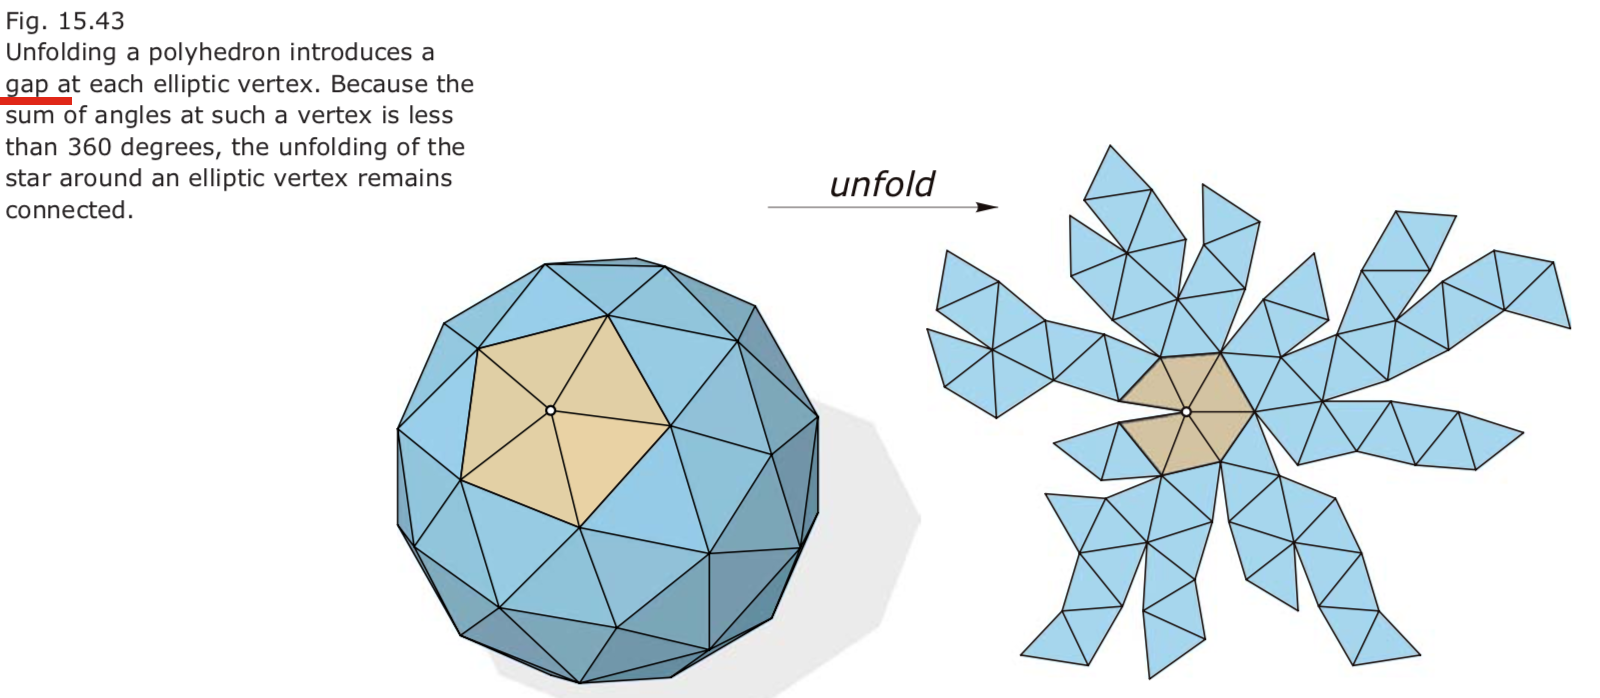 Fig. 15.43
Unfolding a polyhedron introduces a
gap at each elliptic vertex. Because the
sum of angles at such a vertex is less
than 360 degrees, the unfolding of the
star around an elliptic vertex remains
connected.
unfold